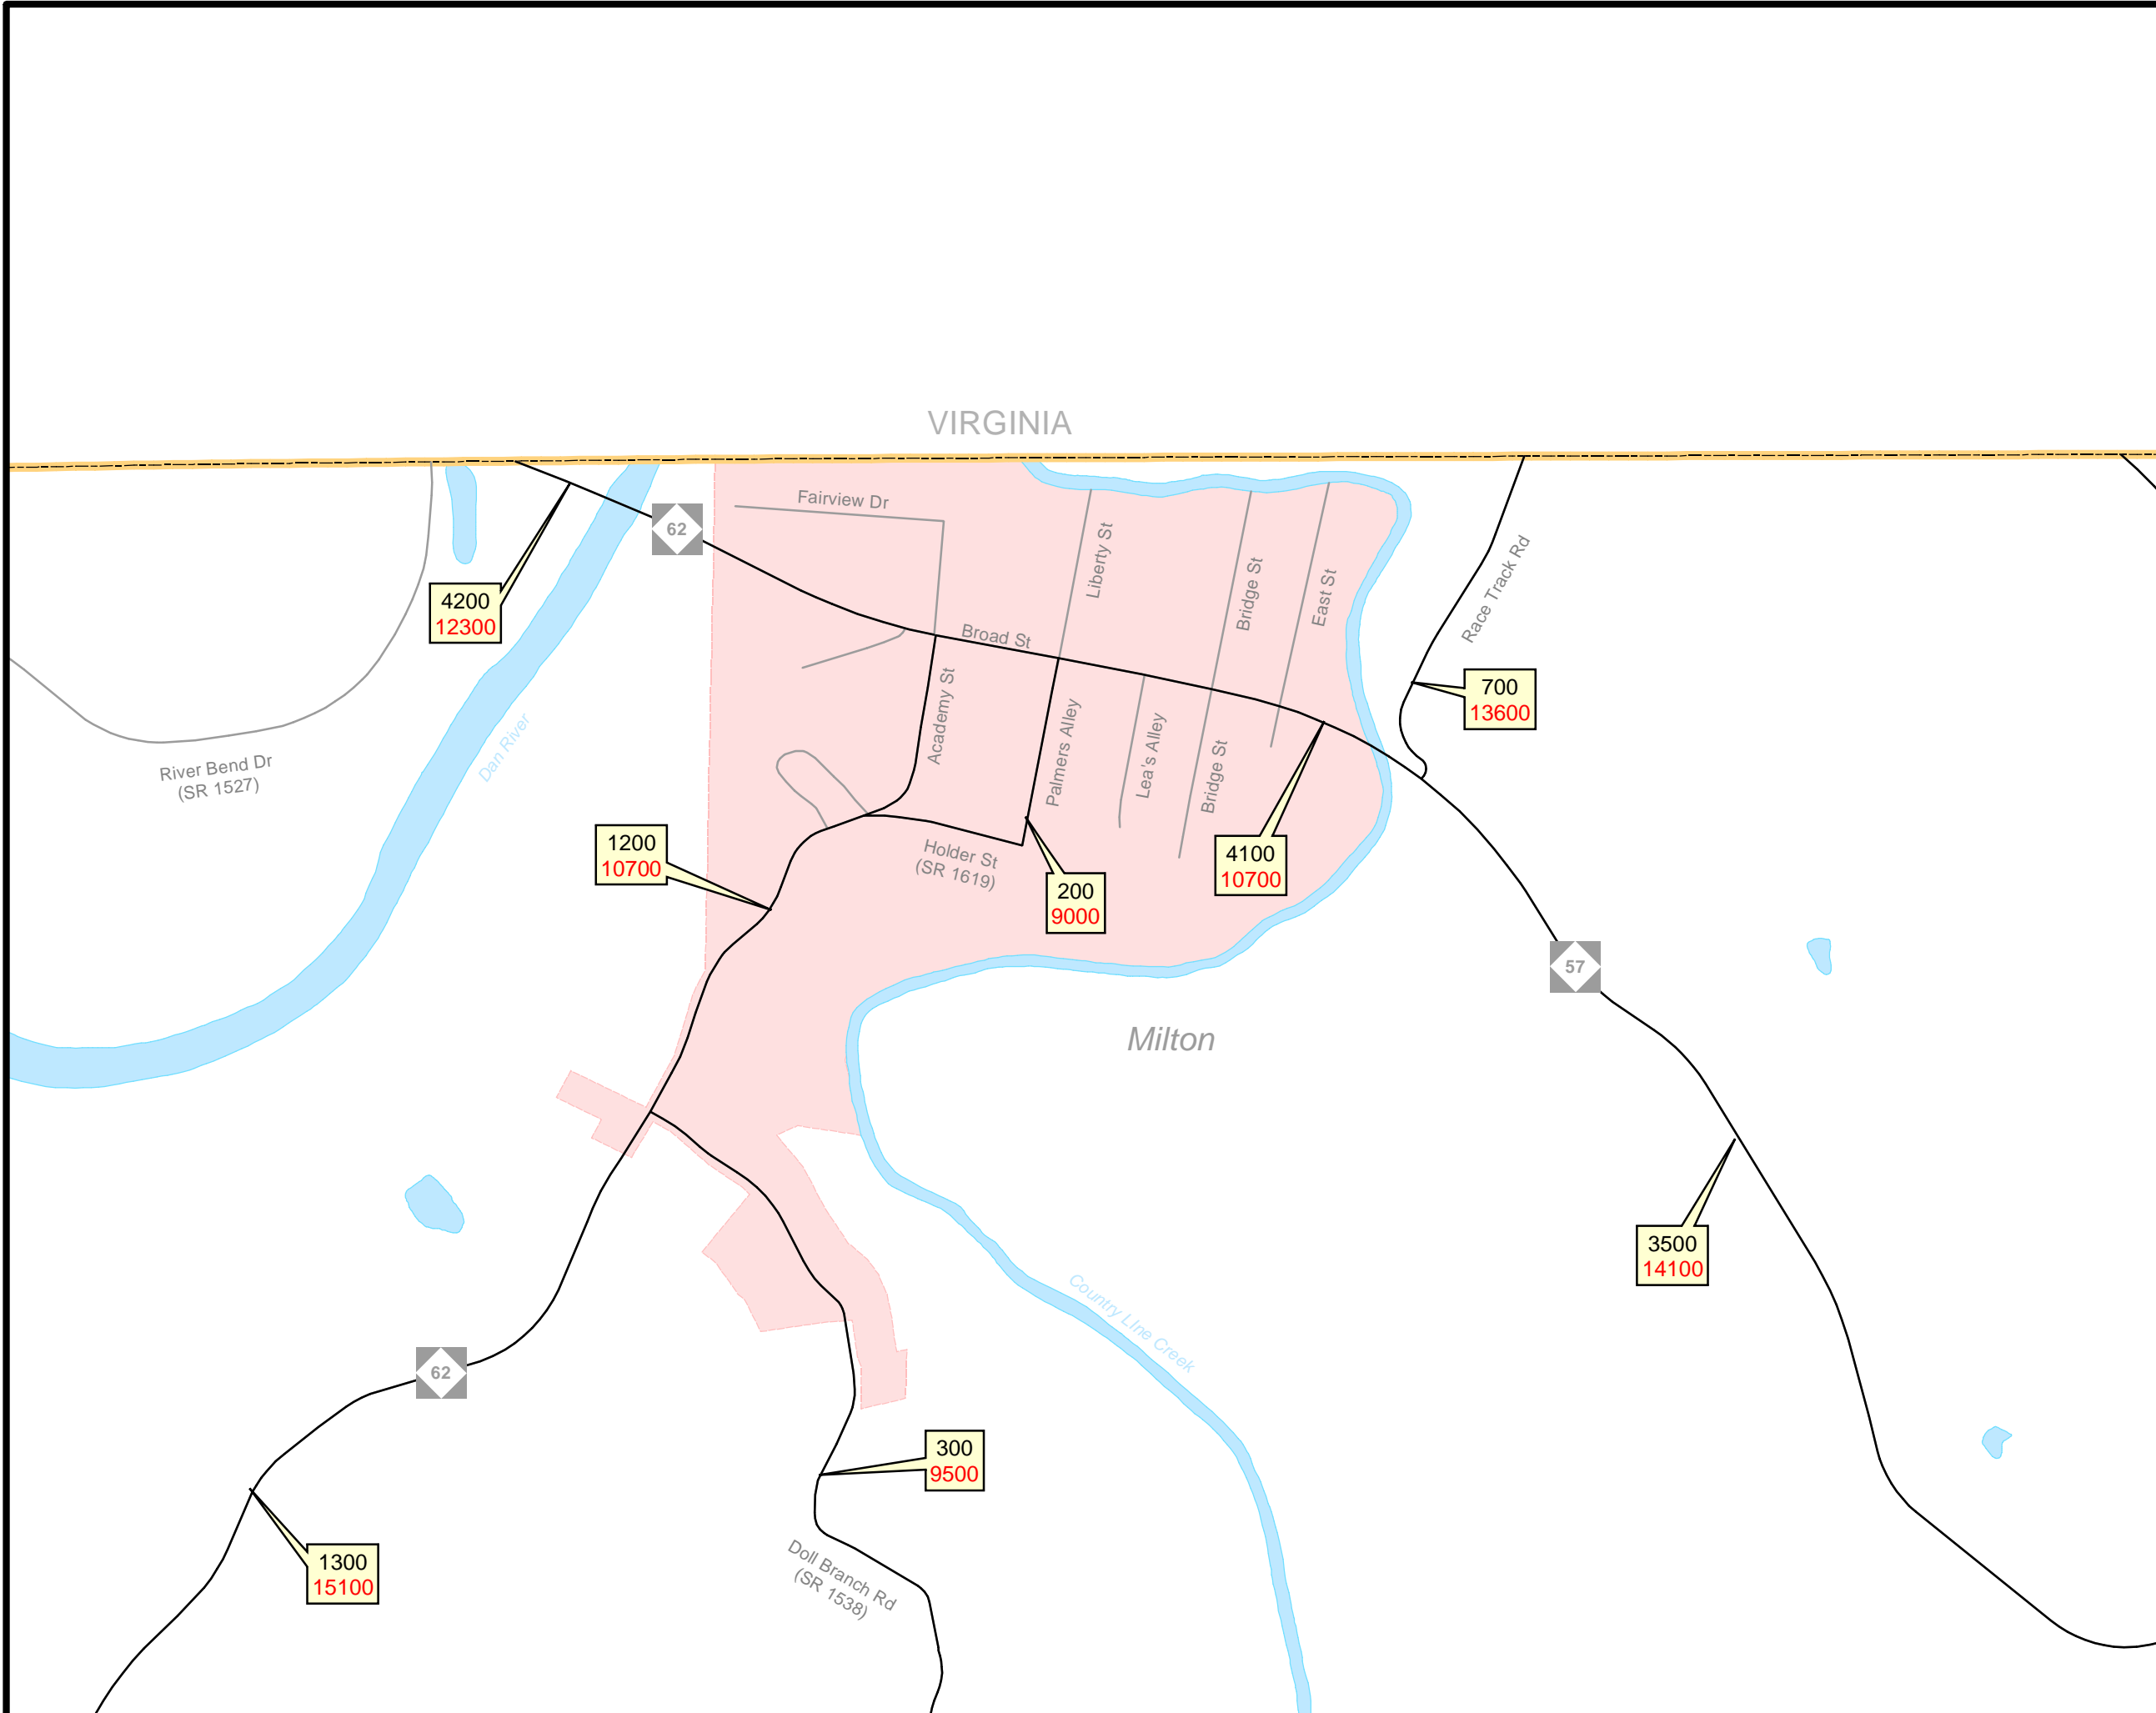 VIRGINIA
Fairview Dr
62
Liberty St
Bridge St
East St
Race Track Rd
4200
12300
Broad St
Academy St
Palmers Alley
Lea's Alley
Bridge St
700
13600
River Bend Dr
(SR 1527)
Dan River
1200
10700
Holder St
(SR 1619)
200
9000
4100
10700
57
Milton
3500
14100
Country LIne Creek
62
300
9500
1300
15100
Doll Branch Rd
(SR 1538)